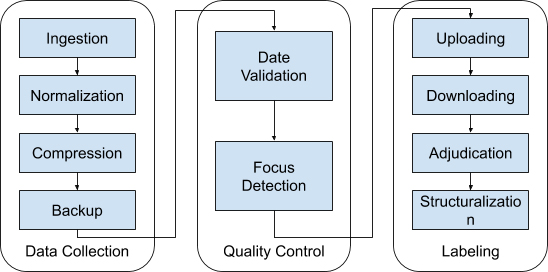 Ingestion
Normalization
Compression
Backup
Data Collection
Date
Validation
Focus
Detection
Quality Control
Uploading
Downloading
Adjudication
Structuralizatio
n
Labeling